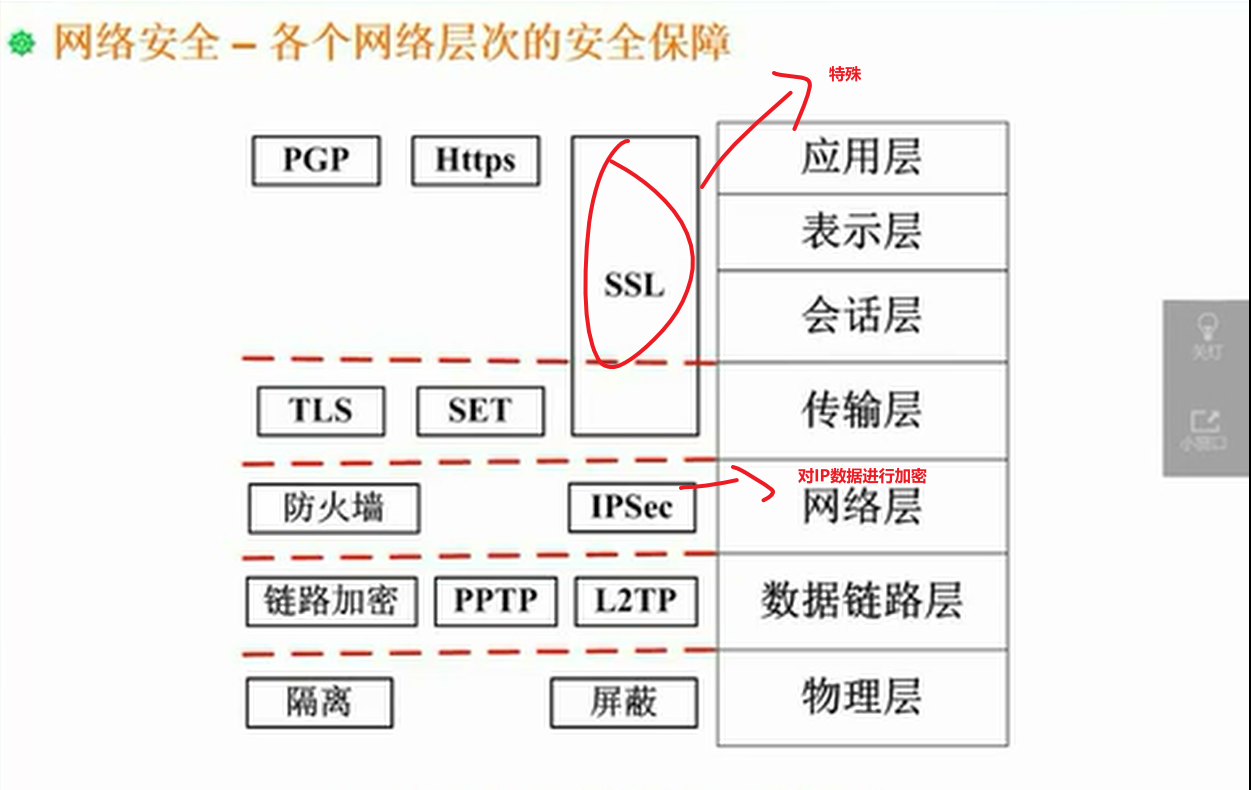 网络安全 – 各个网络层次的安全保障
特殊
PGP
Https
SSL
应用层
表示层
会话层
TLS
SET
传输层
对IP数据进行加密
防火墙
IPSec
网络层
链路加密
PPTP
L2TP
数据链路层
隔离
屏蔽
物理层
关灯
小窗口